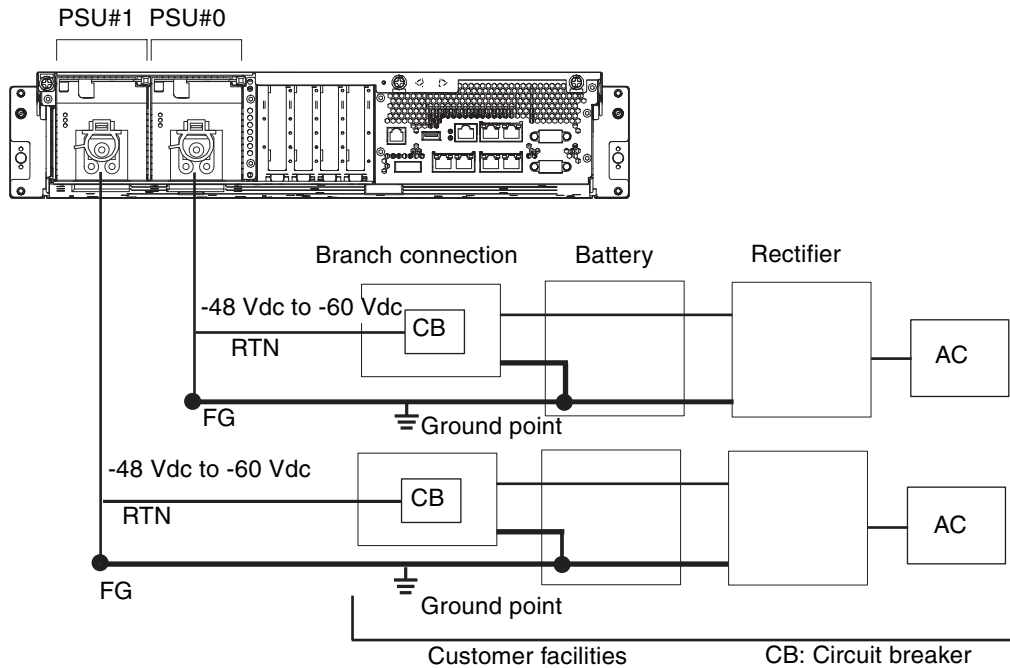 PSU#1 PSU#0
Branch connection
Battery
Rectifier
-48 Vdc to -60 Vdc
CB
RTN
AC
FG
Ground point
-48 Vdc to -60 Vdc
CB
RTN
AC
FG
Ground point
Customer facilities
CB: Circuit breaker